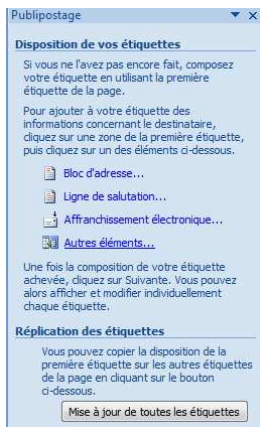 Publipostage
Disposition de vos étiquettes
Si vous ne l'avez pas encore fait, composez
votre étiquette en utilisant la première
étiquette de la page.
Pour ajouter à votre étiquette des
informations concernant le destinataire,
cliquez sur une zone de la première étiquette,
puis cliquez sur un des éléments ci-dessous.
Bloc d'adresse...
Ligne de salutation...
Affranchissement électronique...
Autres éléments...
Une fois la composition de votre étiquette
achevée, cliquez sur Suivante. Vous pouvez
alors afficher et modifier individuellement
chaque étiquette.
Réplication des étiquettes
Vous pouvez copier la disposition de la
première étiquette sur les autres étiquettes
de la page en cliquant sur le bouton
ci-dessous.
Mise à jour de toutes les étiquettes